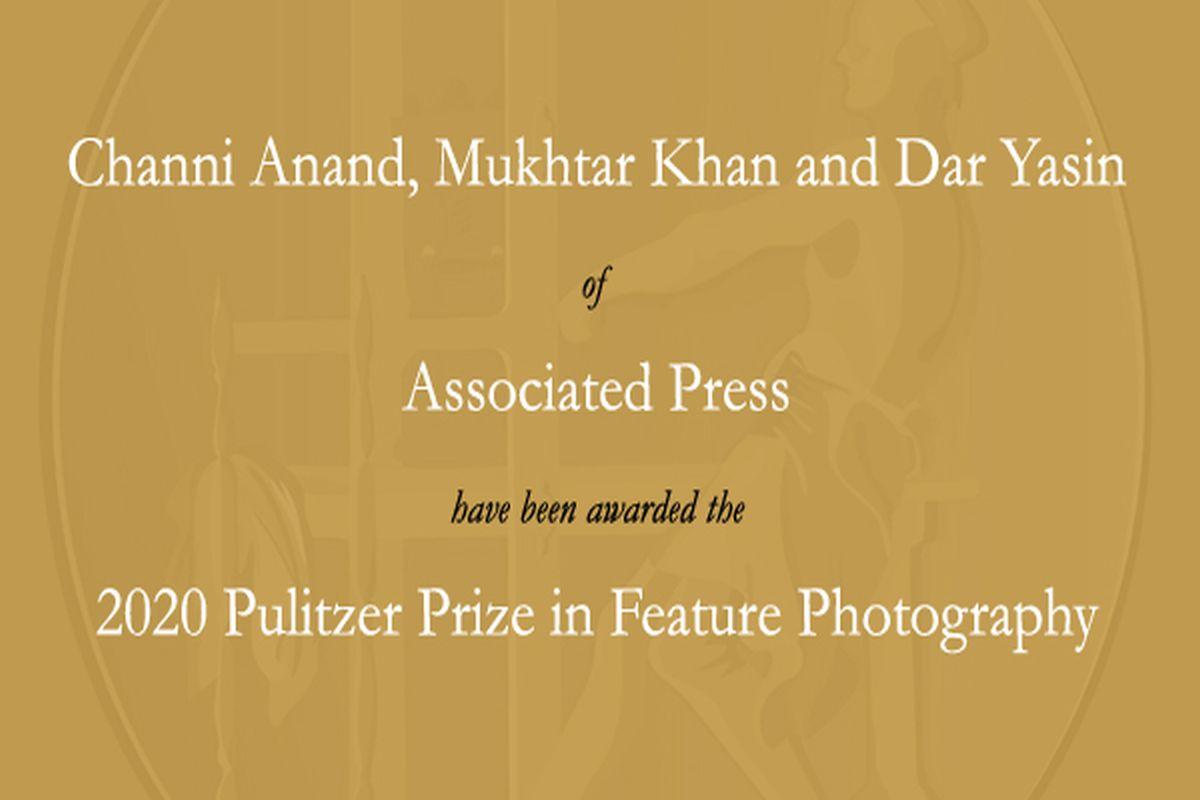 Channi Anand, Mukhtar Khan and Dar Yasin
of
Associated Press
have been awarded the
2020 Pulitzer Prize in Feature Photography